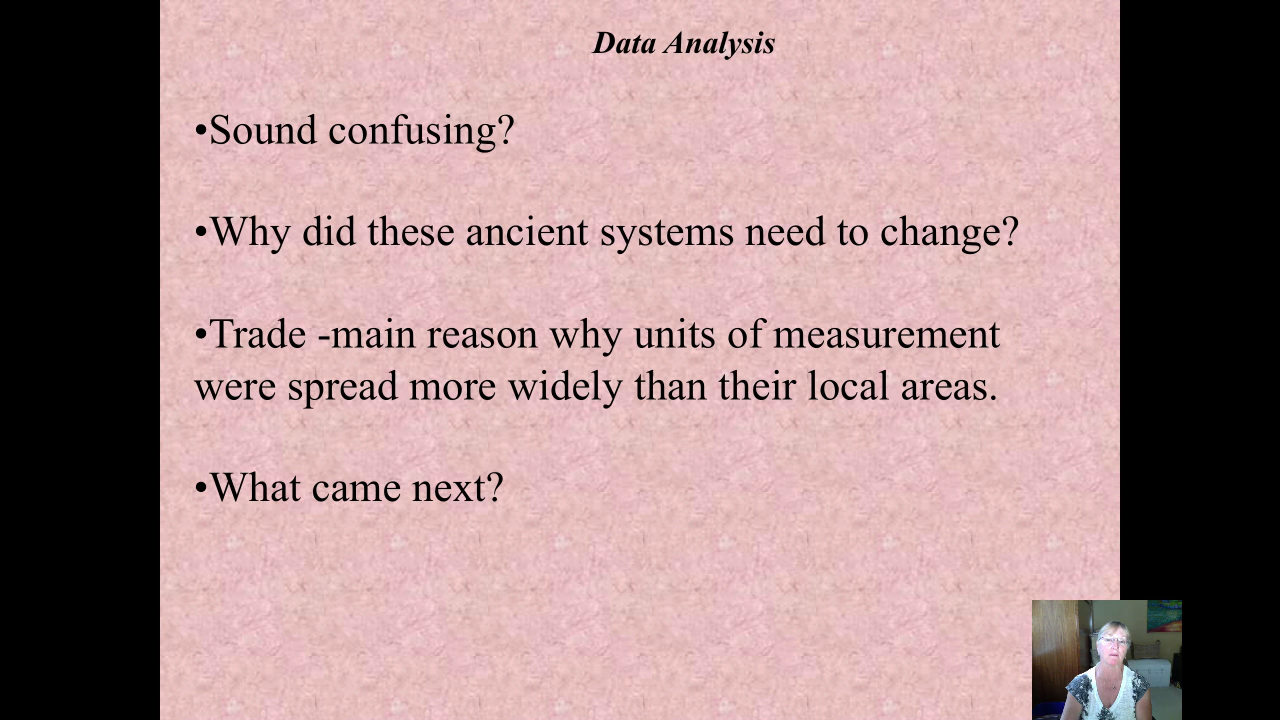 Data Analysis
•Sound confusing?
•Why did these ancient systems need to change?
•Trade -main reason why units of measurement
were spread more widely than their local areas.
•What came next?